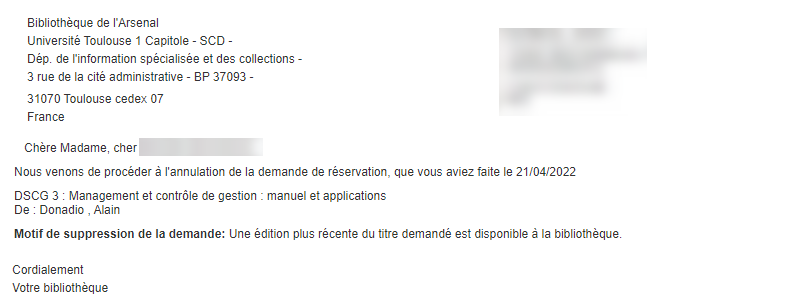 Bibliothèque de l'Arsenal
Université Toulouse 1 Capitole - SCD -
Dép. de l'information spécialisée et des collections -
3 rue de la cité administrative - BP 37093 -
31070 Toulouse cedex 07
France
Chère Madame, cher
Nous venons de procéder à l'annulation de la demande de réservation, que vous aviez faite le 21/04/2022
DSCG 3 : Management et contrôle de gestion : manuel et applications
De : Donadio , Alain
Motif de suppression de la demande: Une édition plus récente du titre demandé est disponible à la bibliothèque.
Cordialement
Votre bibliothèque